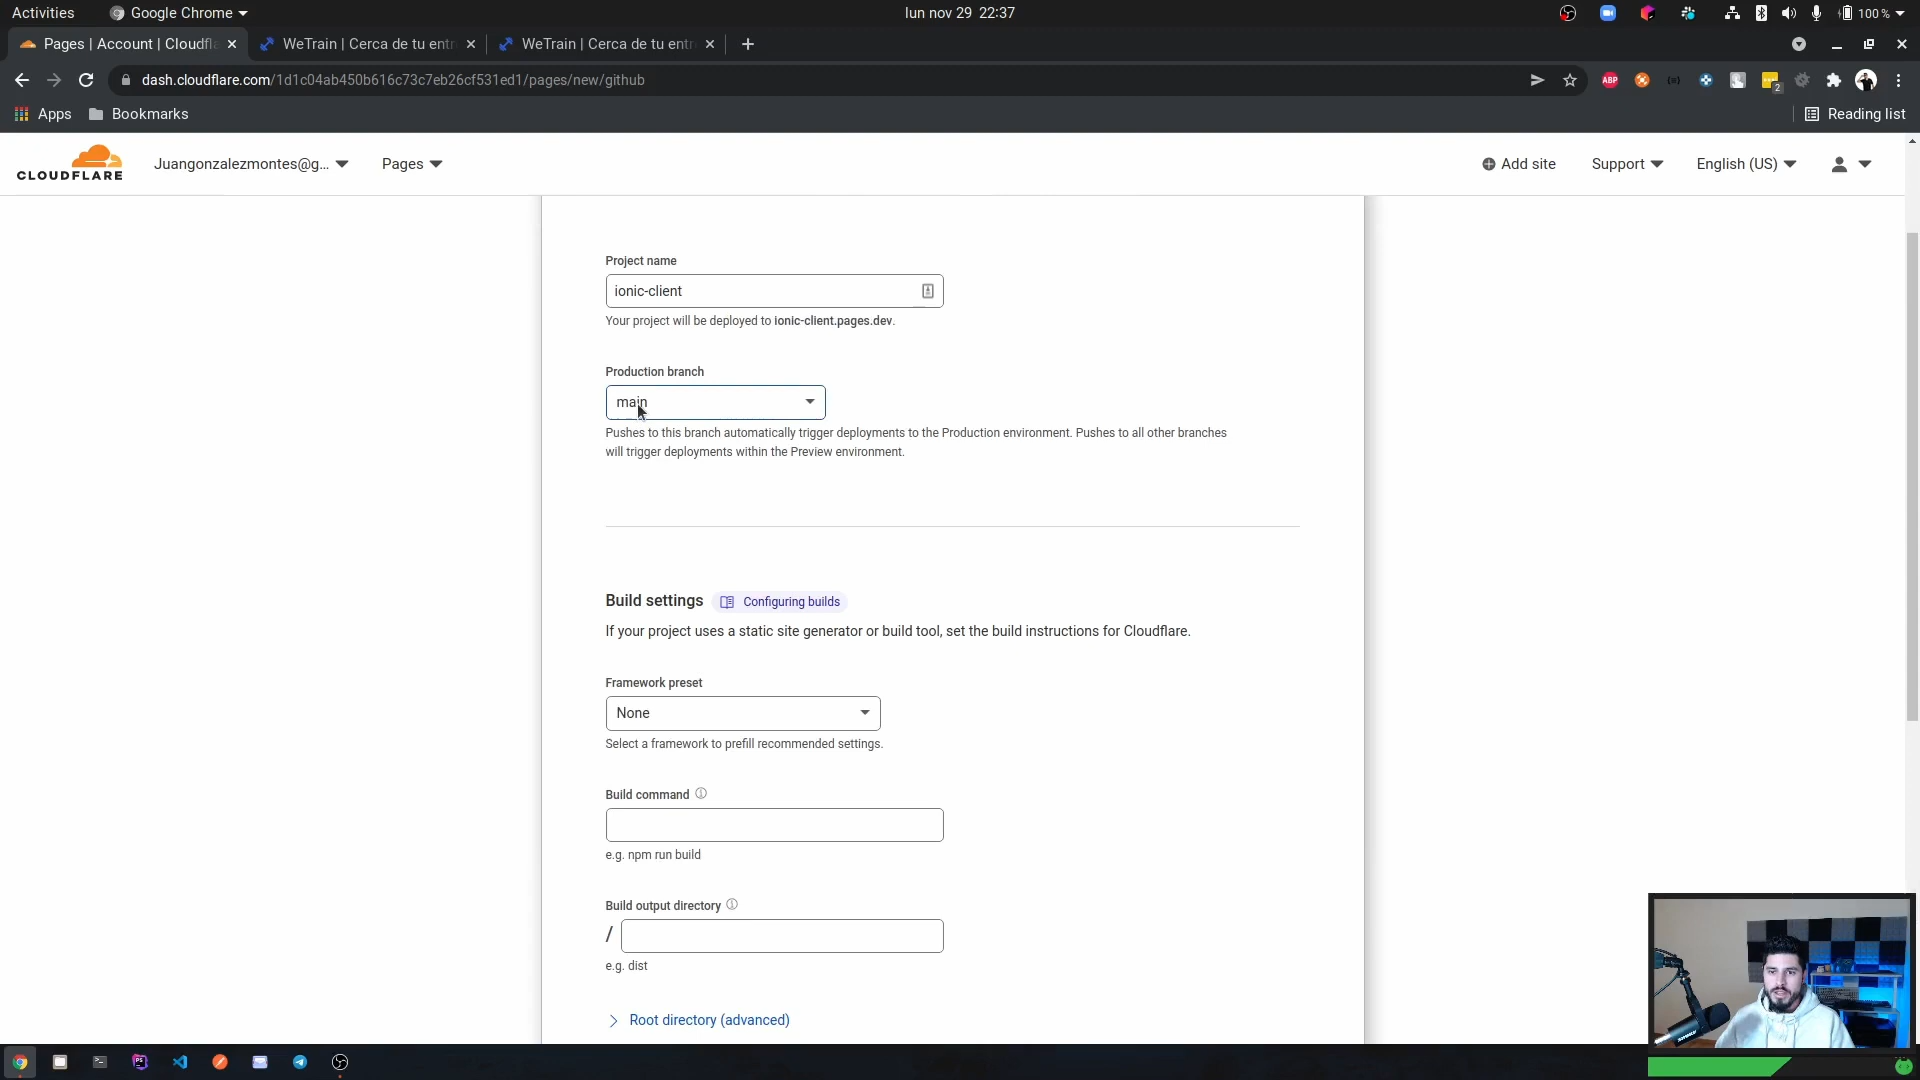 Activities
Google Chrome
lun nov 29 22:37
100 %
Pages | Account | Cloudfla
WeTrain | Cerca de tu entr
WeTrain | Cerca de tu entr
dash.cloudflare.com/1d1c04ab450b616c73c7eb26cf531ed1/pages/new/github
ABP
2
Apps
Bookmarks
Reading list
CLOUDFLARE
Juangonzalezmontes@g...
Pages
Add site
Support
English (US)
Project name
ionic-client
Your project will be deployed to ionic-client.pages.dev.
Production branch
main
Pushes to this branch automatically trigger deployments to the Production environment. Pushes to all other branches
will trigger deployments within the Preview environment.
Build settings
Configuring builds
If your project uses a static site generator or build tool, set the build instructions for Cloudflare.
Framework preset
None
Select a framework to prefill recommended settings.
Build command
e.g. npm run build
Build output directory
/
e.g. dist
Root directory (advanced)